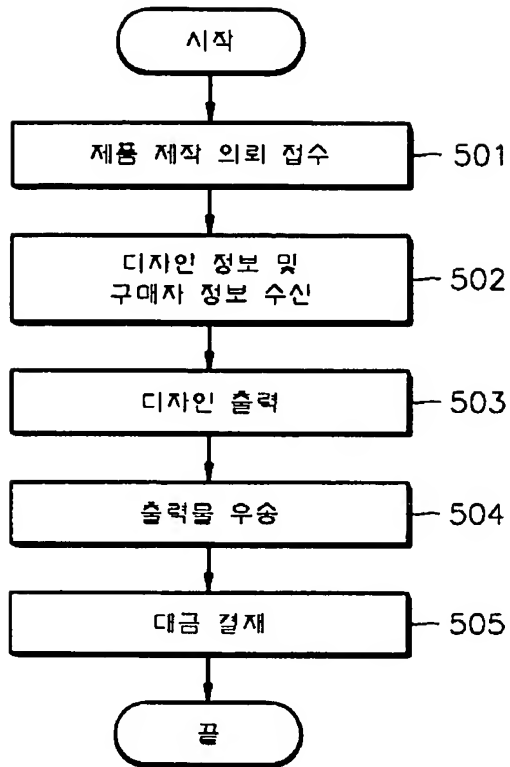 시작
제품 제작 의뢰 접수 501
디자인 정보 및
구매자 정보 수신 502
디자인 출력 503
출력물 우송 504
대금 결재 505
끝